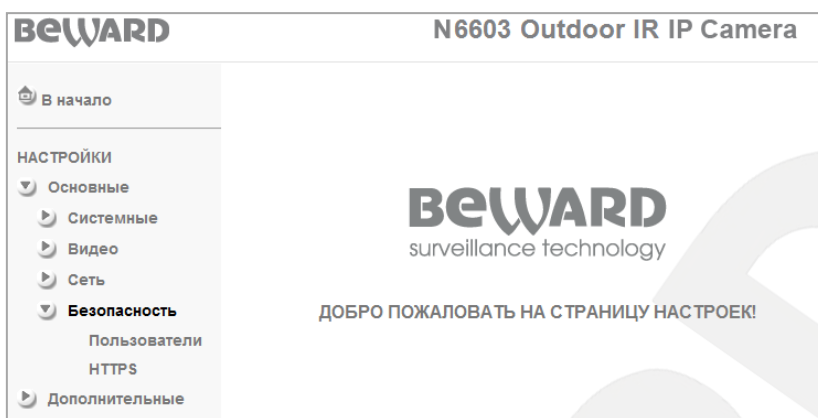 BEWARD
N6603 Outdoor IR IP Camera
В начало
НАСТРОЙКИ
Основные
Системные
Видео
Сеть
Безопасность
Пользователи
HTTPS
Дополнительные
BEWARD
surveillance technology
ДОБРО ПОЖАЛОВАТЬ НА СТРАНИЦУ НАСТРОЕК!